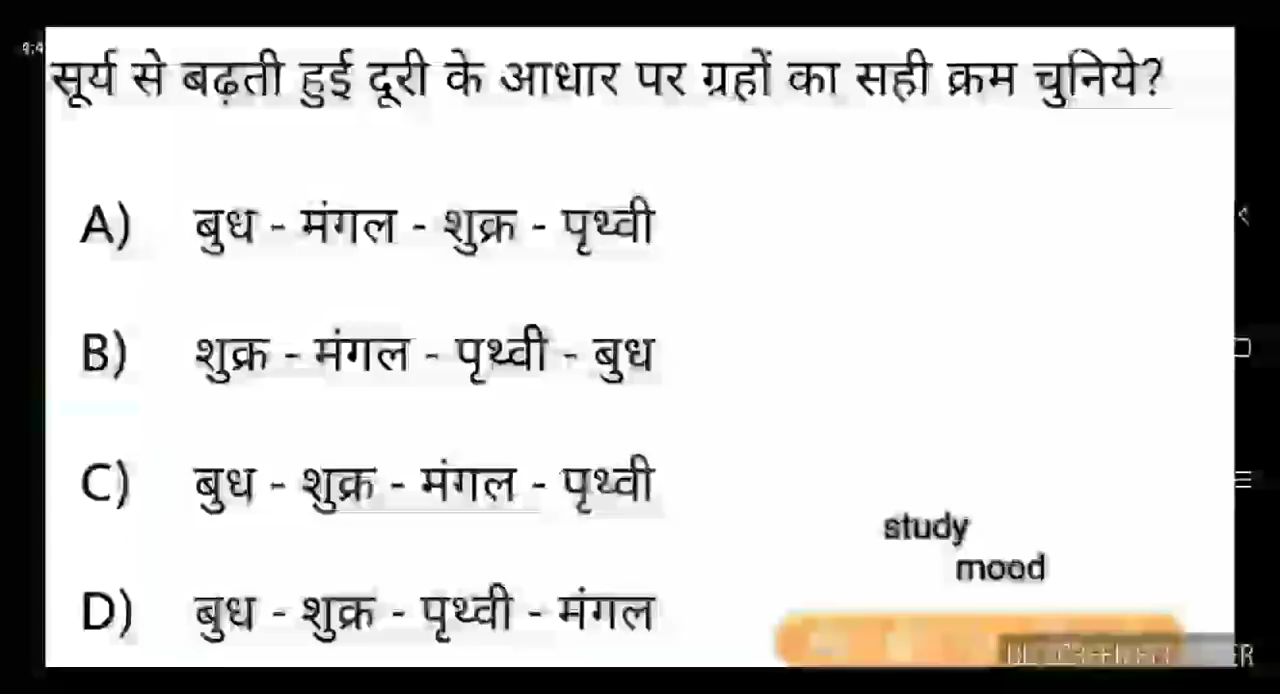 सूर्य से बढ़ती हुई दूरी के आधार पर ग्रहों का सही क्रम चुनिये?
A) बुध - मंगल - शुक्र - पृथ्वी
B) शुक्र - मंगल - पृथ्वी - बुध
C) बुध - शुक्र - मंगल - पृथ्वी
D) बुध - शुक्र - पृथ्वी - मंगल
study
mood